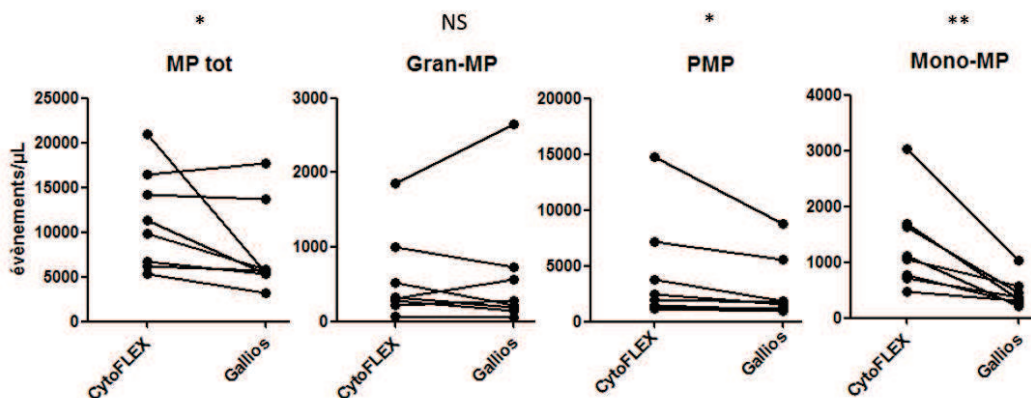 * NS * **
MP tot Gran-MP PMP Mono-MP
évènements/µL
25000
20000
15000
10000
5000
0
CytoFLEX
Gallios
3000
2000
1000
0
CytoFLEX
Gallios
20000
15000
10000
5000
0
CytoFLEX
Gallios
4000
3000
2000
1000
0
CytoFLEX
Gallios